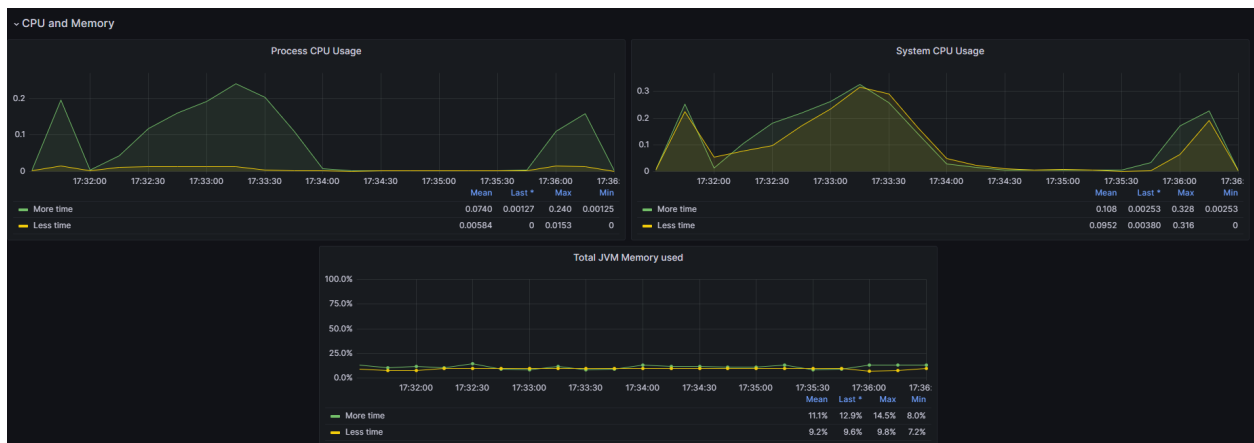 CPU and Memory
Process CPU Usage
0.2
0.1
0
17:32:00 17:32:30 17:33:00 17:33:30 17:34:00 17:34:30 17:35:00 17:35:30 17:36:00 17:36:
Mean Last * Max Min
More time 0.0740 0.00127 0.240 0.00125
Less time 0.00584 0 0.0153 0
System CPU Usage
0.3
0.2
0.1
0
17:32:00 17:32:30 17:33:00 17:33:30 17:34:00 17:34:30 17:35:00 17:35:30 17:36:00 17:36:
Mean Last * Max Min
More time 0.108 0.00253 0.328 0.00253
Less time 0.0952 0.00380 0.316 0
Total JVM Memory used
100.0%
75.0%
50.0%
25.0%
0.0%
17:32:00 17:32:30 17:33:00 17:33:30 17:34:00 17:34:30 17:35:00 17:35:30 17:36:00 17:36:
Mean Last * Max Min
More time 11.1% 12.9% 14.5% 8.0%
Less time 9.2% 9.6% 9.8% 7.2%